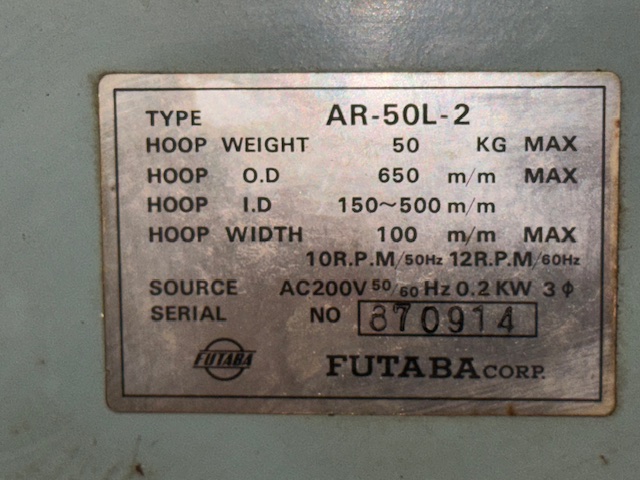 TYPE AR-50L-2
HOOP WEIGHT 50 KG MAX
HOOP O.D 650 m/m MAX
HOOP I.D 150~500 m/m
HOOP WIDTH 100 m/m MAX
10R.P.M/50Hz 12R.P.M/60Hz
SOURCE AC200V 50/60 Hz 0.2 KW 3 φ
SERIAL NO 870914
FUTABA FUTABA CORP.